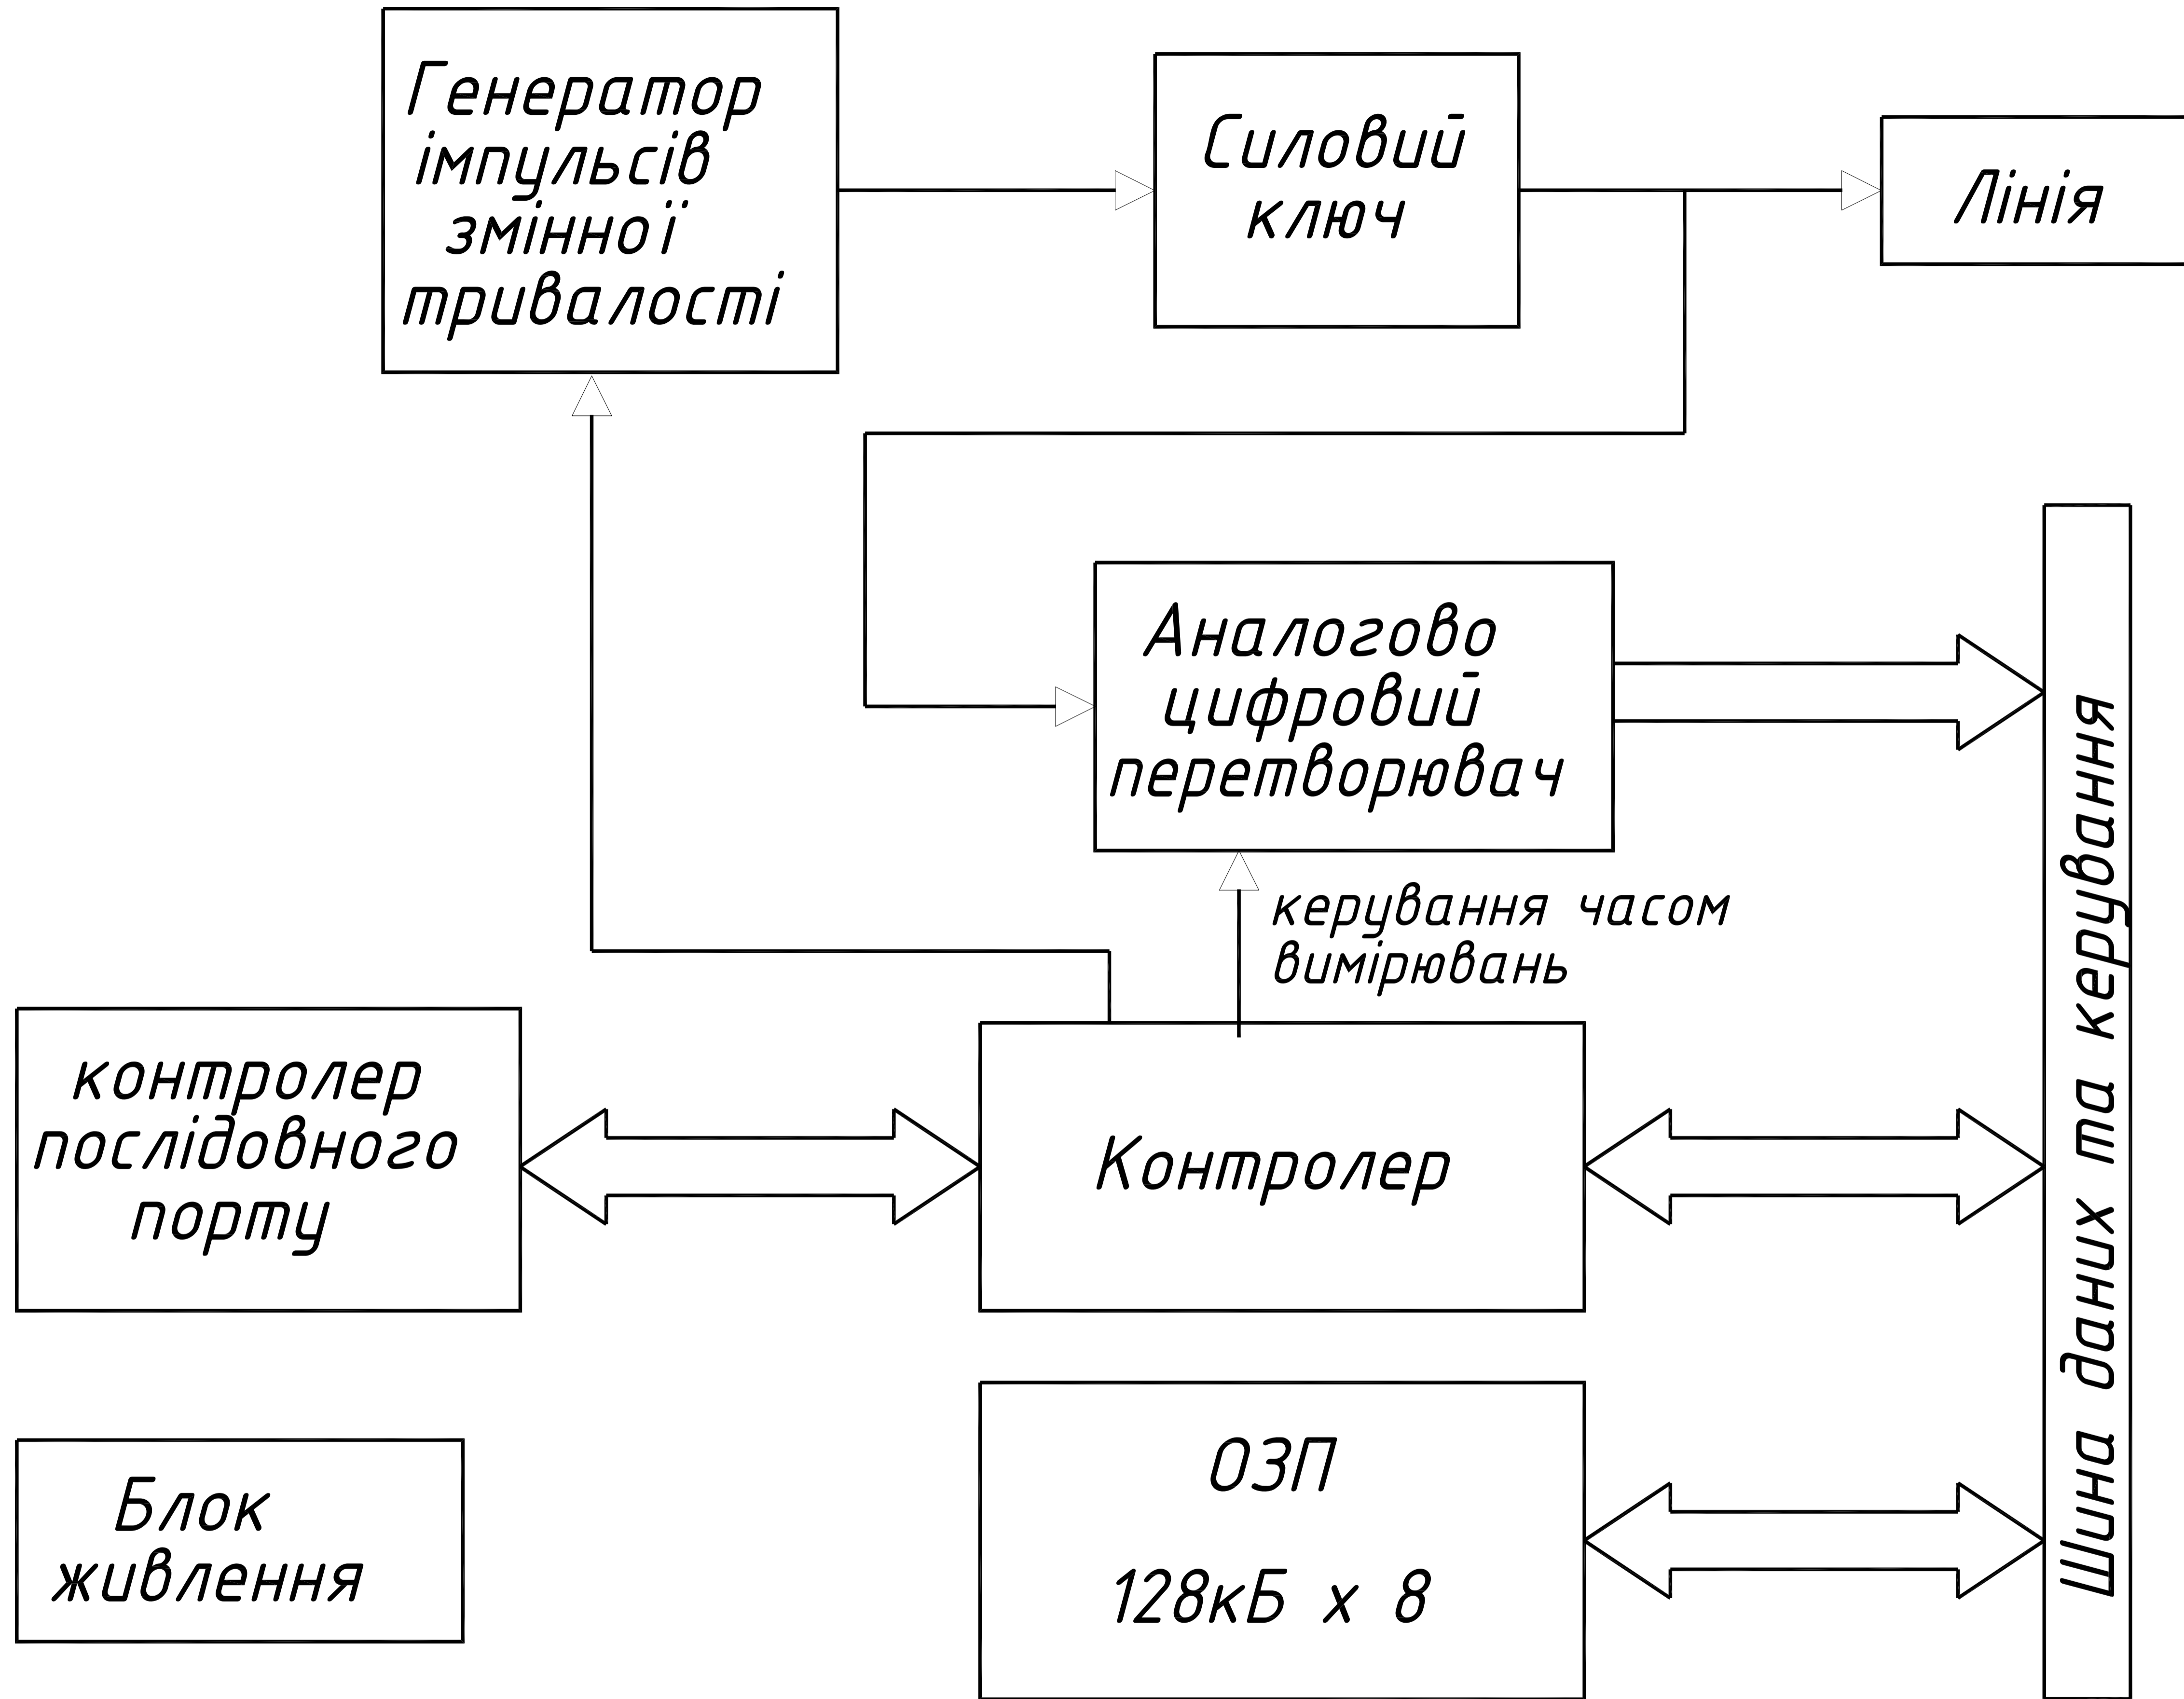 Генератор
імпульсів
змінної
тривалості
Силовий
ключ
Лінія
Аналогово
цифровий
перетворювач
керування часом
вимірювань
контролер
послідовного
порту
Контролер
Шина даних та керування
Блок
живлення
ОЗП
128кБ х 8